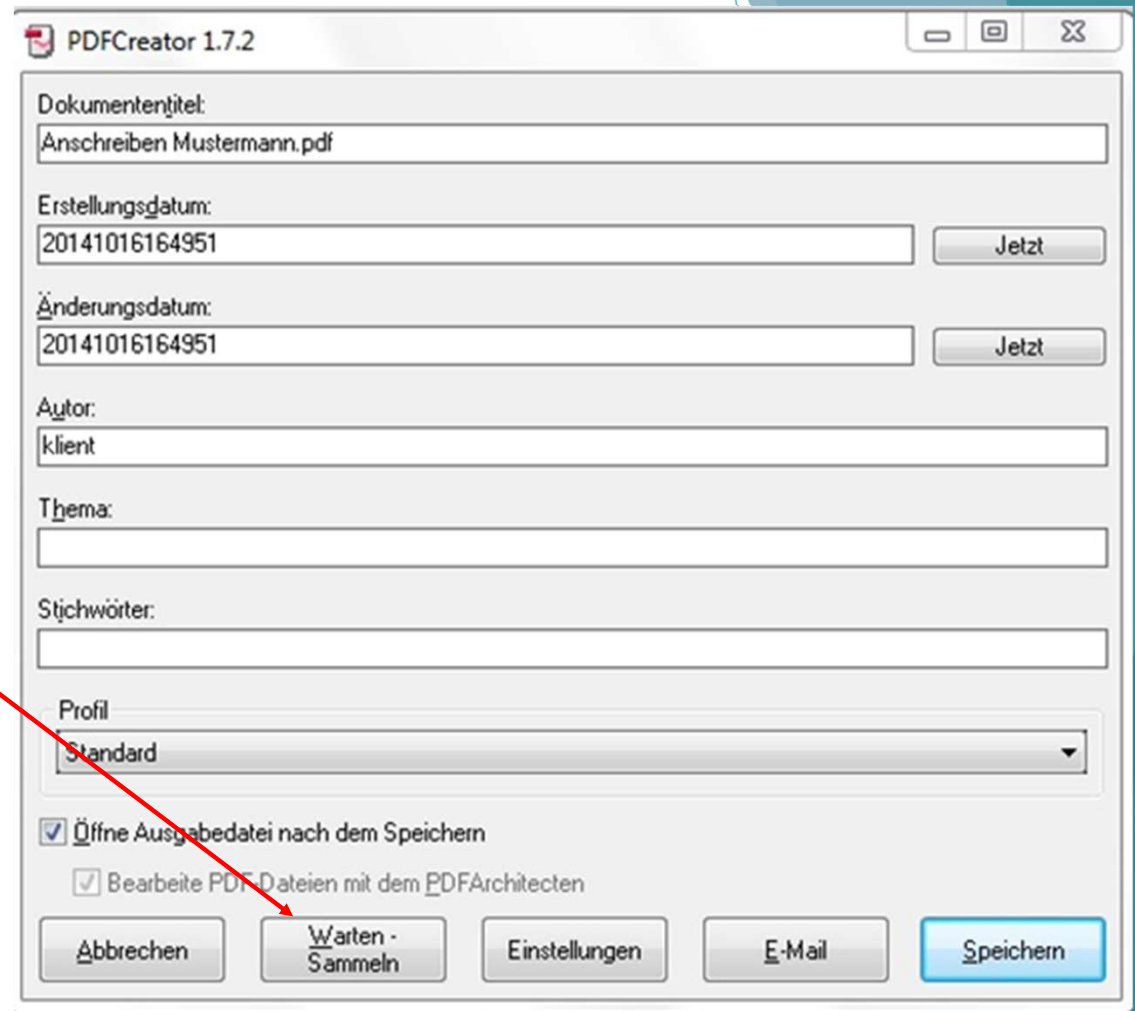 PDFCreator 1.7.2
Dokumententitel:
Anschreiben Mustermann.pdf
Erstellungsdatum:
20141016164951
Jetzt
Änderungsdatum:
20141016164951
Jetzt
Autor:
klient
Thema:
Stichwörter:
Profil
Standard
Öffne Ausgabedatei nach dem Speichern
Bearbeite PDF-Dateien mit dem PDFArchitecten
Abbrechen
Warten -
Sammeln
Einstellungen
E-Mail
Speichern